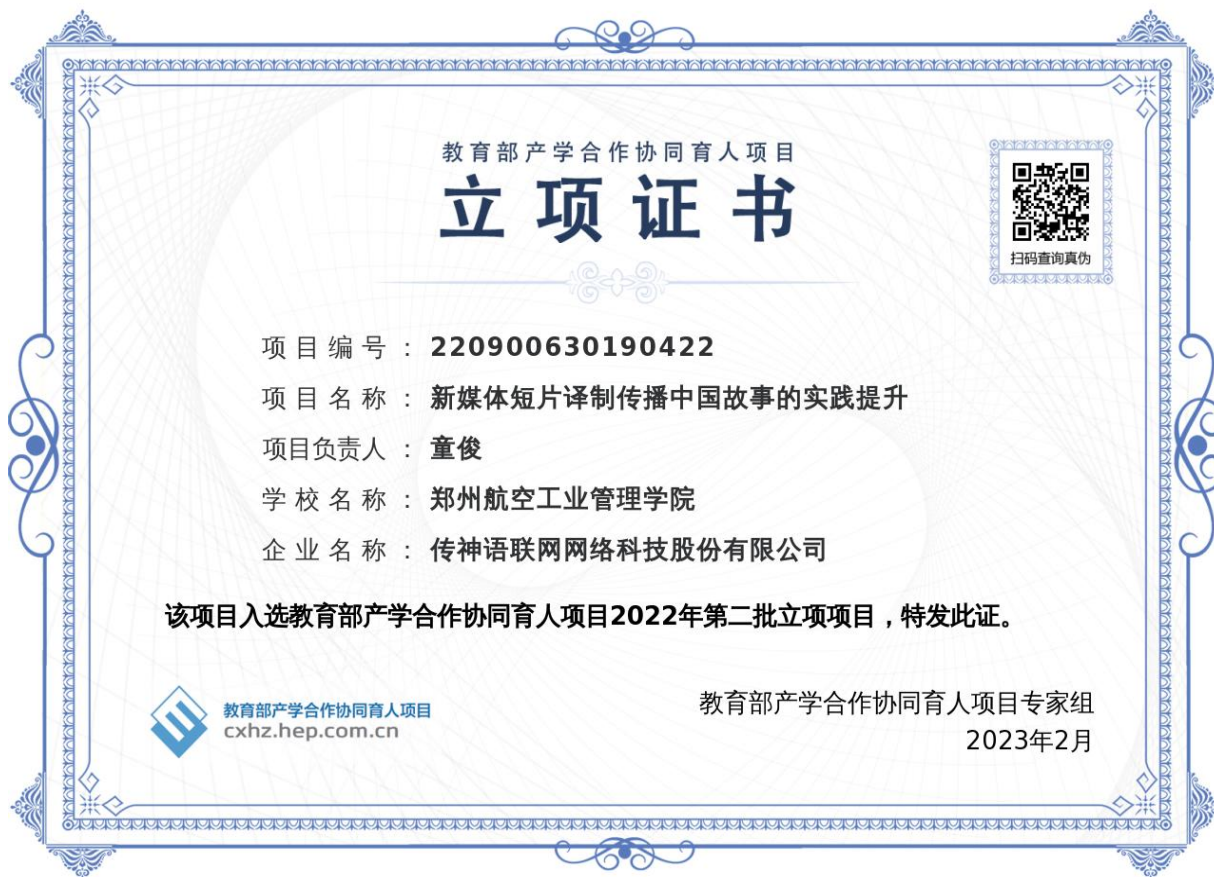 教育部产学合作协同育人项目
立项证书
扫码查询真伪
项目编号：220900630190422
项目名称：新媒体短片译制传播中国故事的实践提升
项目负责人：童俊
学校名称：郑州航空工业管理学院
企业名称：传神语联网网络科技股份有限公司
该项目入选教育部产学合作协同育人项目2022年第二批立项项目，特发此证。
教育部产学合作协同育人项目
cxhz.hep.com.cn
教育部产学合作协同育人项目专家组
2023年2月